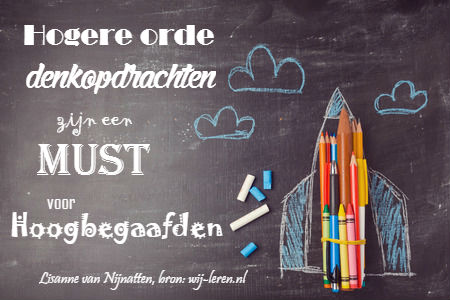 Hogere orde
denkopdrachten
zijn een
MUST
voor
Hoogbegaafden
Lisanne van Nijnatten, bron: wij-leren.nl